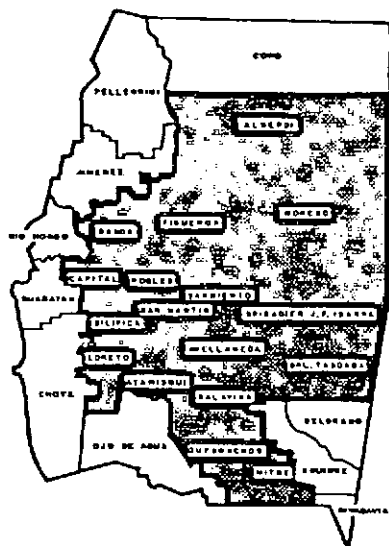 COPO
PELLEGRINI
ALBERDI
JIMENEZ
FIGUEROA
MORENO
RIO HONDO
BANDA
CAPITAL
ROBLES
GUASAYAN
SARMIENTO
SAN MARTIN
BRIGADIER J.F. IBARRA
SILIPICA
AVELLANEDA
LORETO
GRL. TABOADA
ATAMISQUI
CHOYA
SALAVINA
BELGRANO
OJO DE AGUA
QUEBRACHOS
MITRE
AGUIRRE
RIVADAVIA